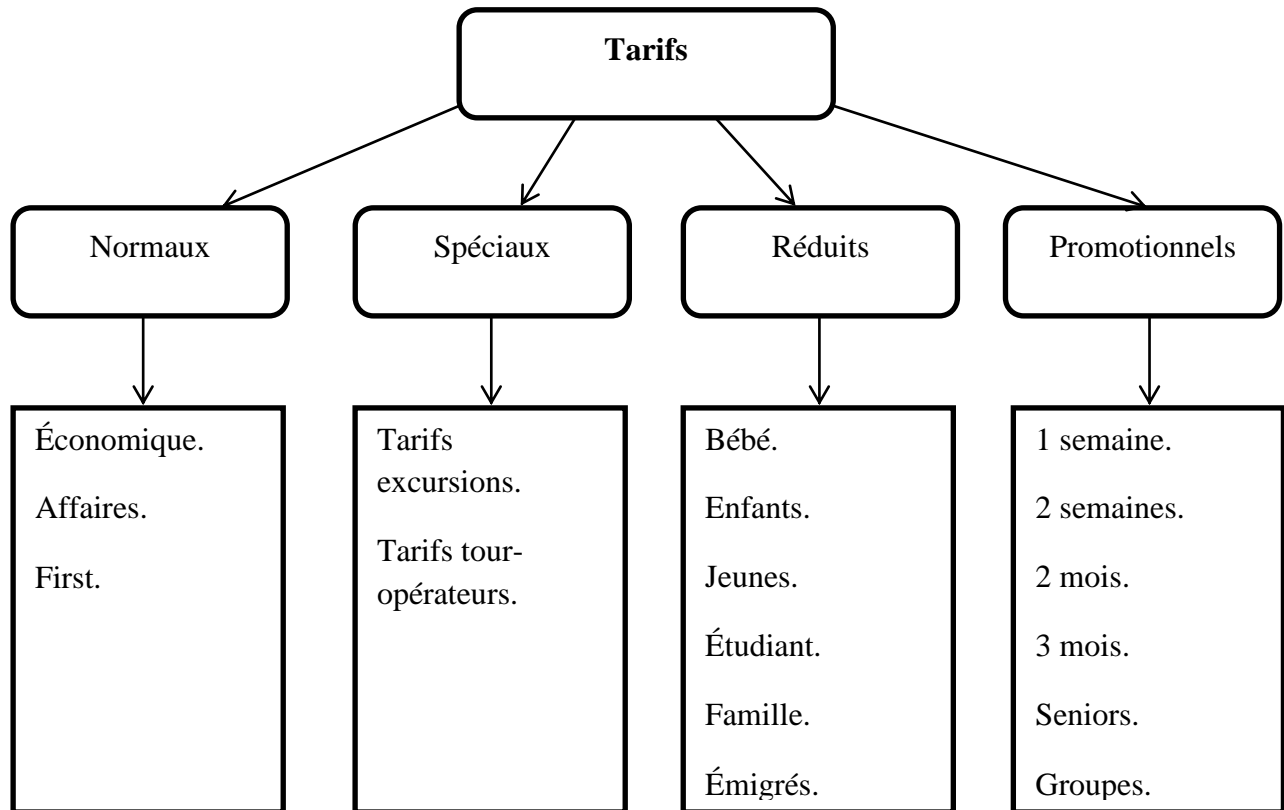 Tarifs
Normaux
Spéciaux
Réduits
Promotionnels
Économique.
Affaires.
First.
Tarifs
excursions.
Tarifs tour-
opérateurs.
Bébé.
Enfants.
Jeunes.
Étudiant.
Famille.
Émigrés.
1 semaine.
2 semaines.
2 mois.
3 mois.
Seniors.
Groupes.